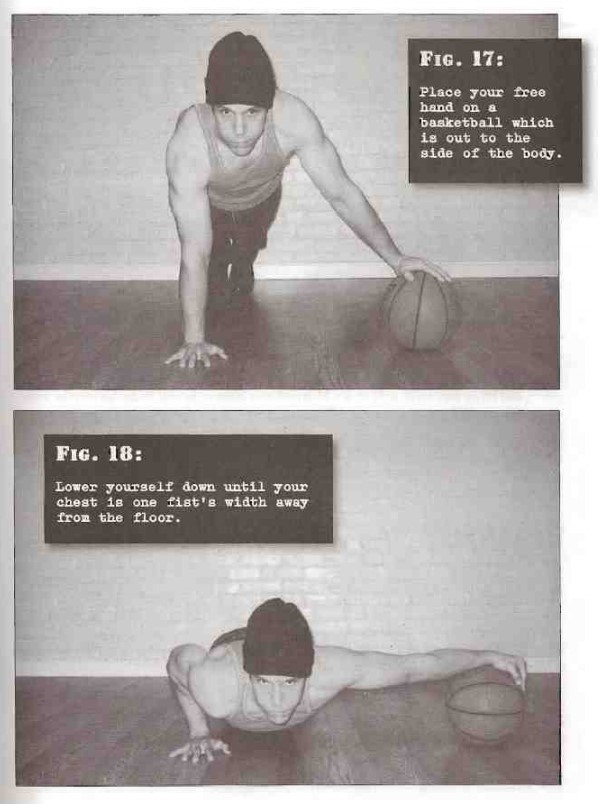 FIG. 17:
Place your free
hand on a
basketball which
is out to the
side of the body.
FIG. 18:
Lower yourself down until your
chest is one fist's width away
from the floor.